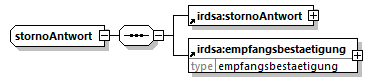 irdsa:stornoAntwort
stornoAntwort
irdsa:empfangsbestaetigung
type empfangsbestaetigung